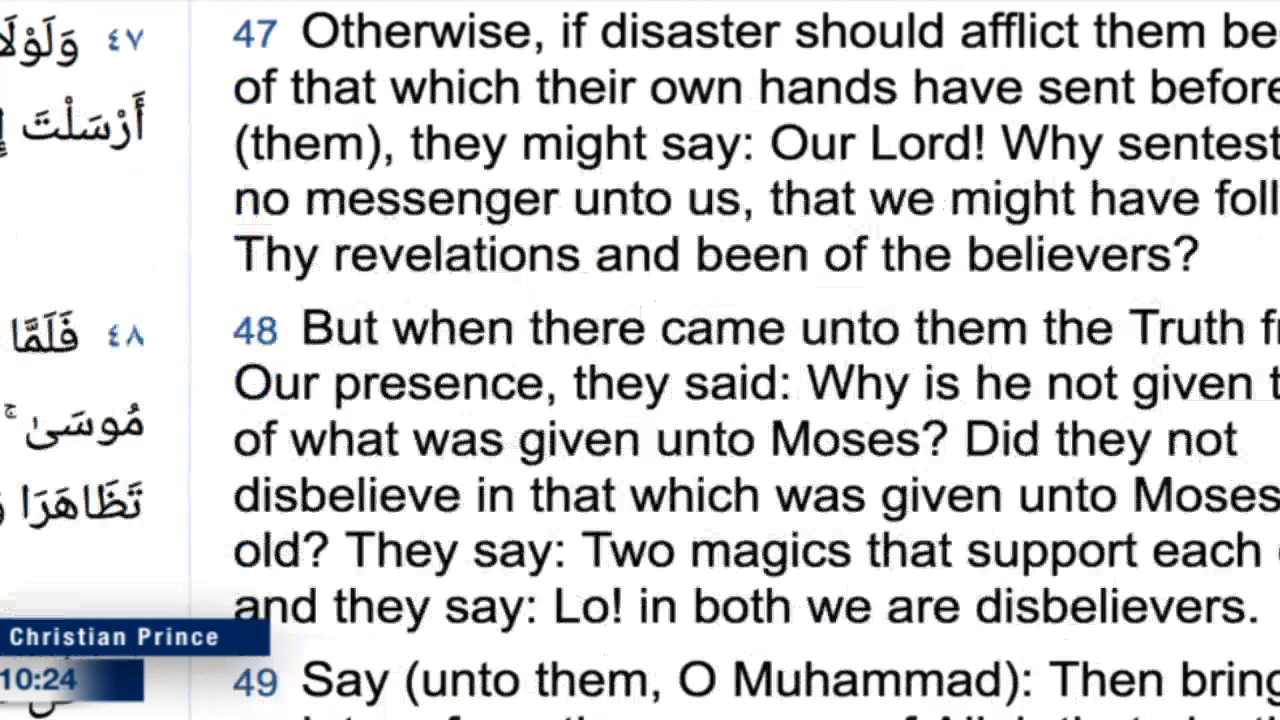 وَلَوْلَا ٤٧
أَرْسَلْتَ
47 Otherwise, if disaster should afflict them be
of that which their own hands have sent before
(them), they might say: Our Lord! Why sentest
no messenger unto us, that we might have foll
Thy revelations and been of the believers?
فَلَمَّا ٤٨
مُوسَىٰ ۚ
تَظَاهَرَا
48 But when there came unto them the Truth f
Our presence, they said: Why is he not given t
of what was given unto Moses? Did they not
disbelieve in that which was given unto Moses
old? They say: Two magics that support each
and they say: Lo! in both we are disbelievers.
Christian Prince
10:24
49 Say (unto them, O Muhammad): Then bring